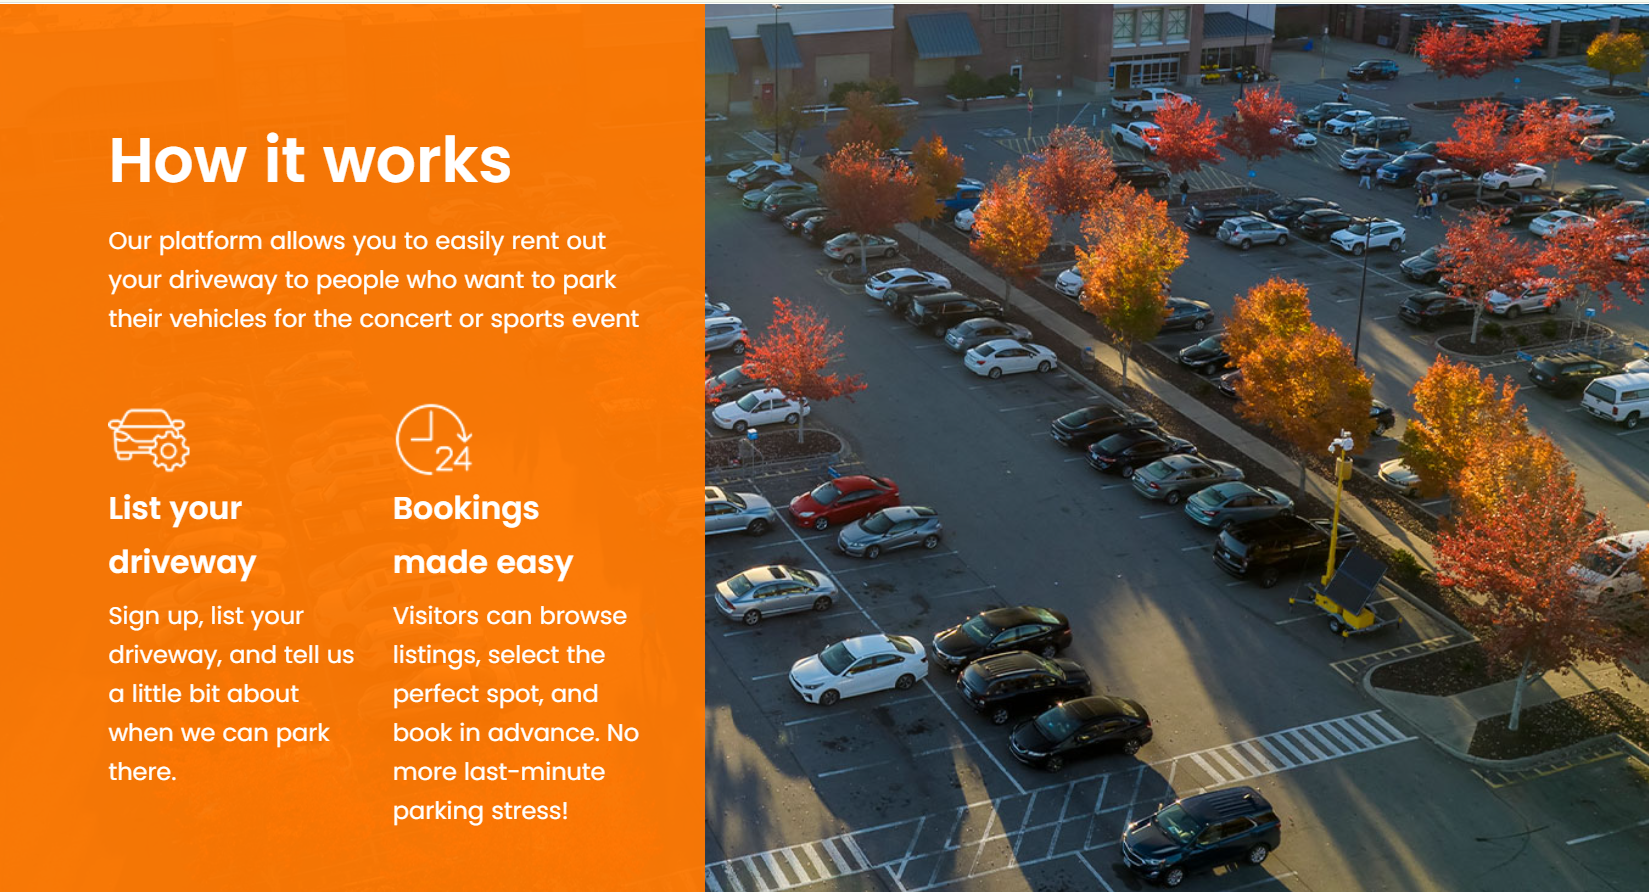 How it works
Our platform allows you to easily rent out
your driveway to people who want to park
their vehicles for the concert or sports event
24
List your
driveway
Sign up, list your
driveway, and tell us
a little bit about
when we can park
there.
Bookings
made easy
Visitors can browse
listings, select the
perfect spot, and
book in advance. No
more last-minute
parking stress!